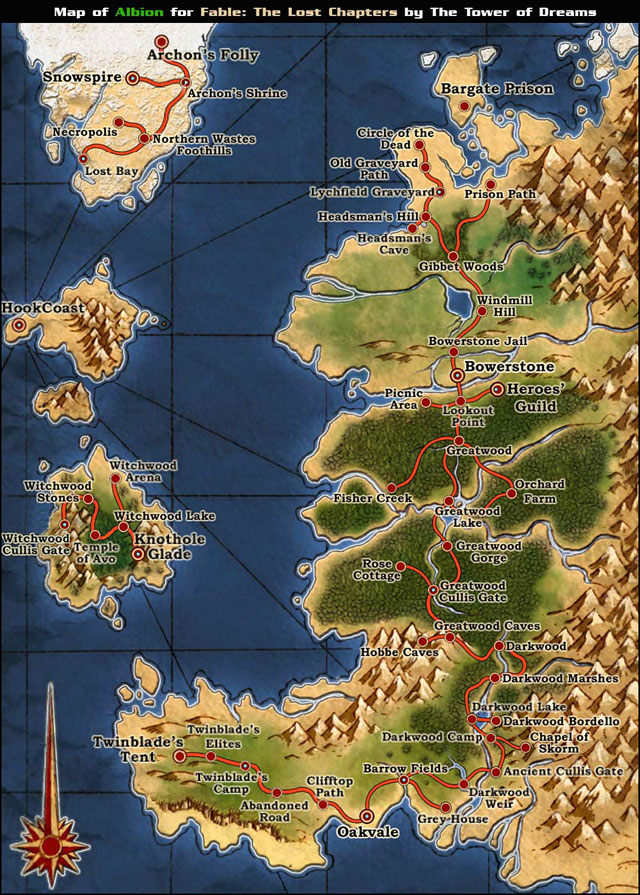 Map of Albion for Fable: The Lost Chapters by The Tower of Dreams
Archon's Folly
Snowspire
Archon's Shrine
Necropolis
Northern Wastes
Foothills
Lost Bay
Bargate Prison
Circle of the
Dead
Old Graveyard
Path
Lychfield Graveyard
Prison Path
Headsman's Hill
Headsman's
Cave
Gibbet Woods
HookCoast
Windmill
Hill
Bowerstone Jail
Bowerstone
Heroes'
Guild
Picnic
Area
Lookout
Point
Greatwood
Witchwood
Arena
Witchwood
Stones
Witchwood Lake
Witchwood
Cullis Gate
Temple
of Avo
Knothole
Glade
Fisher Creek
Orchard
Farm
Greatwood
Lake
Greatwood
Gorge
Rose
Cottage
Greatwood
Cullis Gate
Greatwood Caves
Hobbe Caves
Darkwood
Darkwood Marshes
Darkwood Lake
Darkwood Bordello
Darkwood Camp
Chapel of
Skorm
Twinblade's
Tent
Twinblade's
Elites
Twinblade's
Camp
Barrow Fields
Ancient Cullis Gate
Clifftop
Path
Abandoned
Road
Darkwood
Weir
Grey House
Oakvale